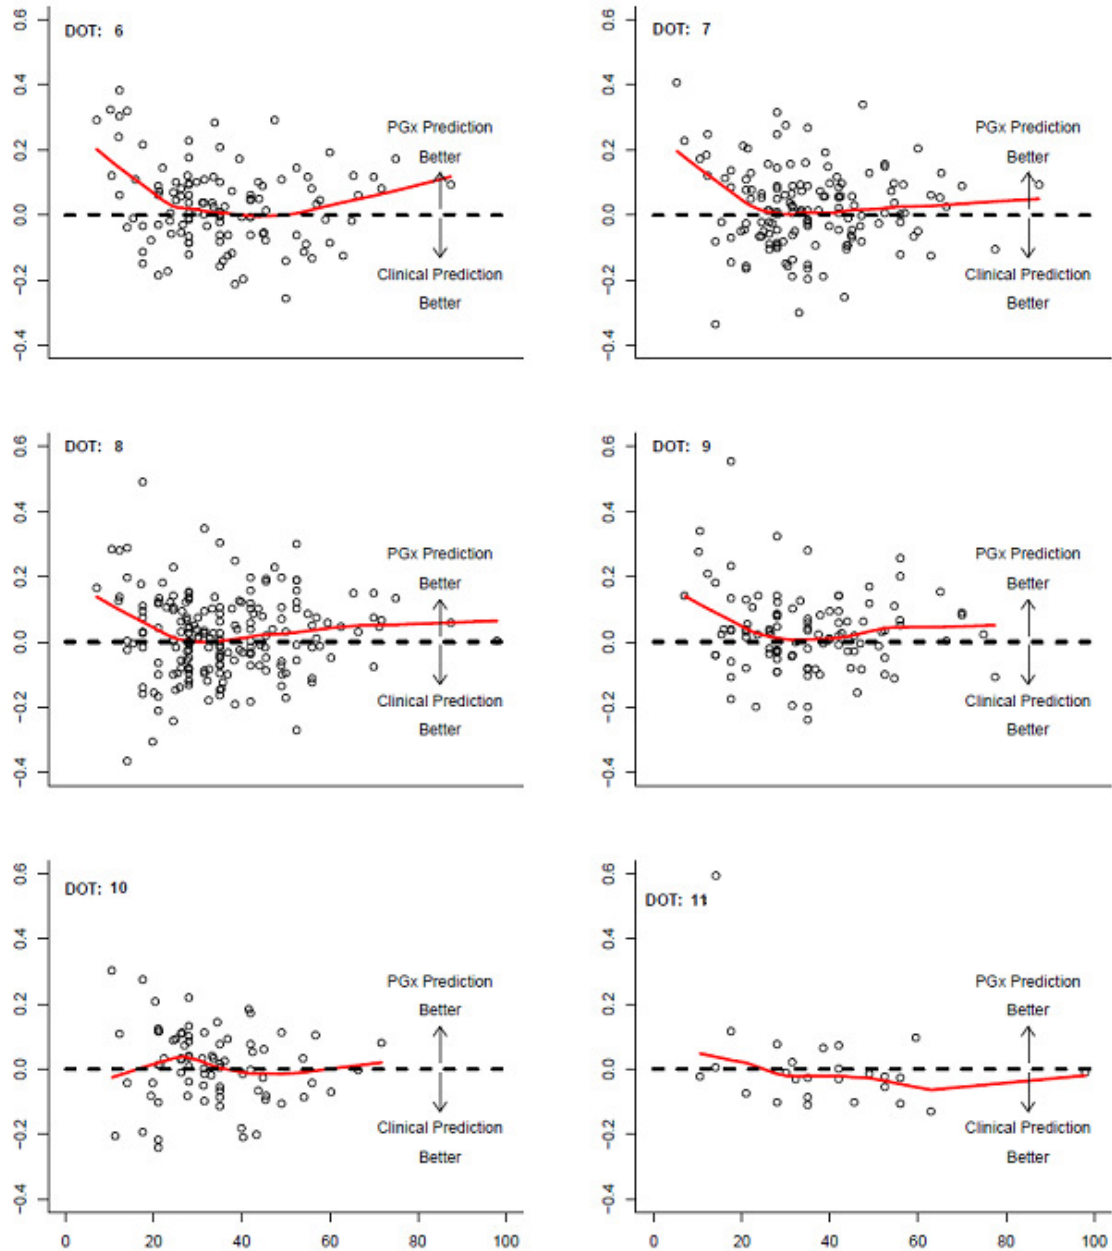 DOT: 6
0.6
0.4
0.2
0.0
−0.2
−0.4
PGx Prediction
Better
Clinical Prediction
Better
DOT: 7
0.6
0.4
0.2
0.0
−0.2
−0.4
PGx Prediction
Better
Clinical Prediction
Better
DOT: 8
0.6
0.4
0.2
0.0
−0.2
−0.4
PGx Prediction
Better
Clinical Prediction
Better
DOT: 9
0.6
0.4
0.2
0.0
−0.2
−0.4
PGx Prediction
Better
Clinical Prediction
Better
DOT: 10
0.6
0.4
0.2
0.0
−0.2
−0.4
PGx Prediction
Better
Clinical Prediction
Better
0 20 40 60 80 100
DOT: 11
0.6
0.4
0.2
0.0
−0.2
−0.4
PGx Prediction
Better
Clinical Prediction
Better
0 20 40 60 80 100